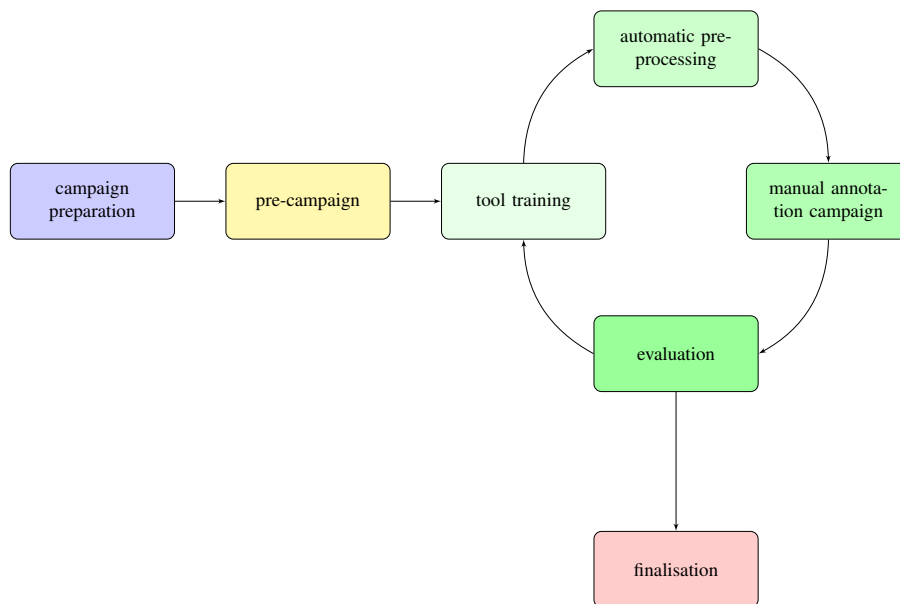 automatic pre-
processing
campaign
preparation
pre-campaign
tool training
manual annota-
tion campaign
evaluation
finalisation